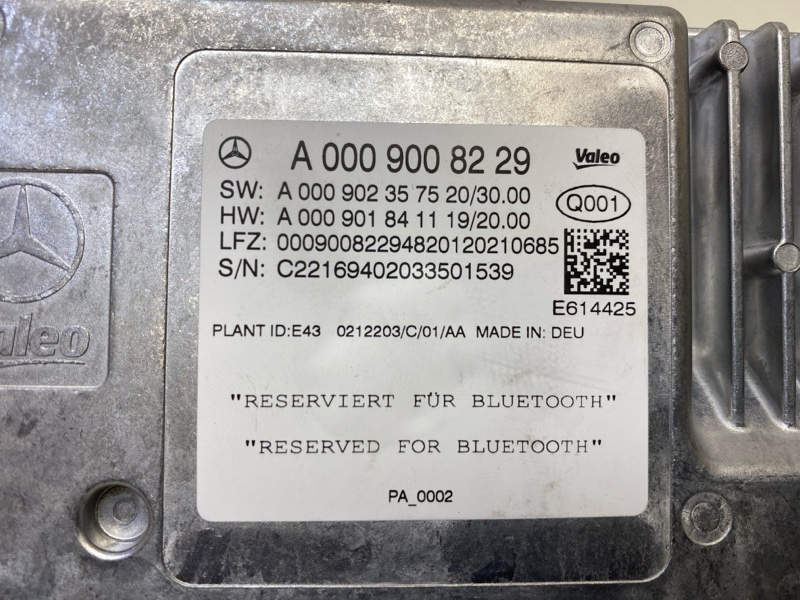 A 000 900 82 29
Valeo
SW: A 000 902 35 75 20/30.00
HW: A 000 901 84 11 19/20.00
Q001
LFZ: 00090082294820120210685
S/N: C22169402033501539
E614425
PLANT ID:E43 0212203/C/01/AA MADE IN: DEU
Valeo
"RESERVIERT FÜR BLUETOOTH"
"RESERVED FOR BLUETOOTH"
PA_0002